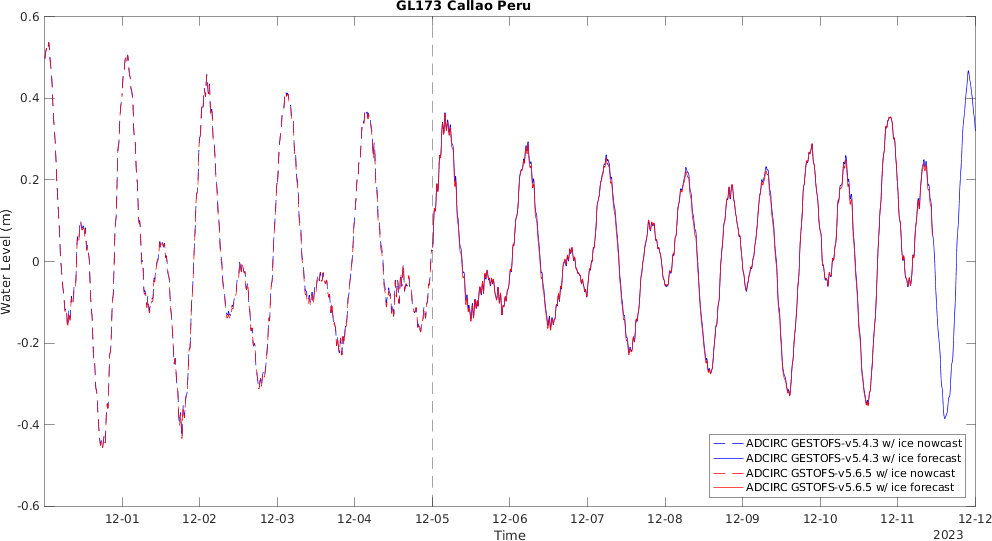 GL173 Callao Peru
0.6
0.4
0.2
0
-0.2
-0.4
-0.6
Water Level (m)
ADCIRC GESTOFS-v5.4.3 w/ ice nowcast
ADCIRC GESTOFS-v5.4.3 w/ ice forecast
ADCIRC GSTOFS-v5.6.5 w/ ice nowcast
ADCIRC GSTOFS-v5.6.5 w/ ice forecast
12-01 12-02 12-03 12-04 12-05 12-06 12-07 12-08 12-09 12-10 12-11 12-12
Time
2023